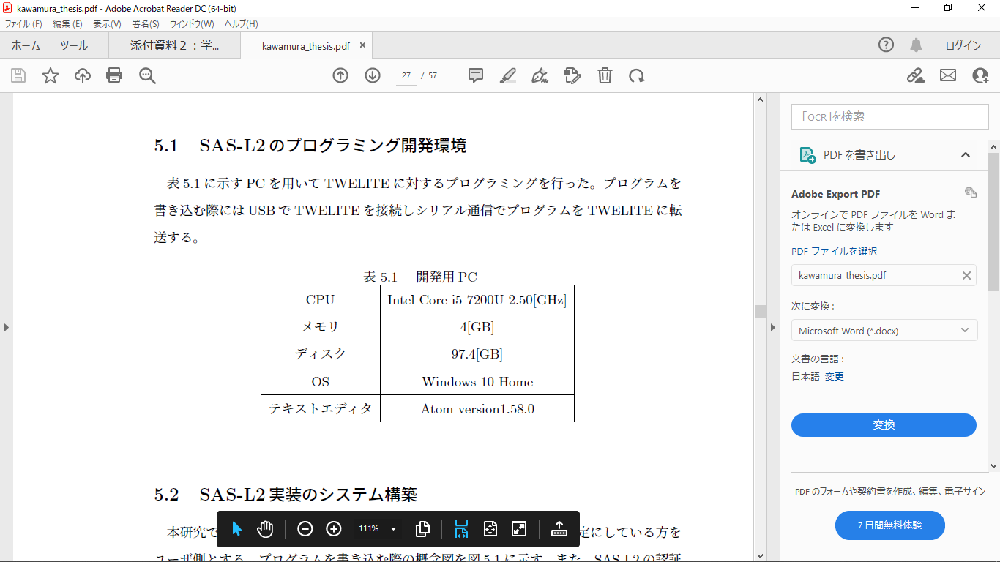 kawamura_thesis.pdf - Adobe Acrobat Reader DC (64-bit)
ファイル(F) 編集(E) 表示(V) 署名(S) ウィンドウ(W) ヘルプ(H)
ホーム ツール 添付資料２：学... kawamura_thesis.pdf × ログイン
27 / 57
5.1 SAS-L2のプログラミング開発環境
表 5.1 に示す PC を用いて TWELITE に対するプログラミングを行った。プログラムを
書き込む際には USB で TWELITE を接続しシリアル通信でプログラムを TWELITE に転
送する。
表 5.1 開発用 PC
CPU Intel Core i5-7200U 2.50[GHz]
メモリ 4[GB]
ディスク 97.4[GB]
OS Windows 10 Home
テキストエディタ Atom version1.58.0
5.2 SAS-L2実装のシステム構築
本研究で
定にしている方を
ユーザ側とする。プログラムを書き込む際の概念図を図 5.1 に示す。また、SAS-L2 の認証
111%
「OCR」を検索
PDF を書き出し
Adobe Export PDF
オンラインで PDF ファイルを Word ま
たは Excel に変換します
PDF ファイルを選択
kawamura_thesis.pdf
次に変換 :
Microsoft Word (*.docx)
文書の言語 :
日本語 変更
変換
PDF のフォームや契約書を作成、編集、電子サイン
7 日間無料体験